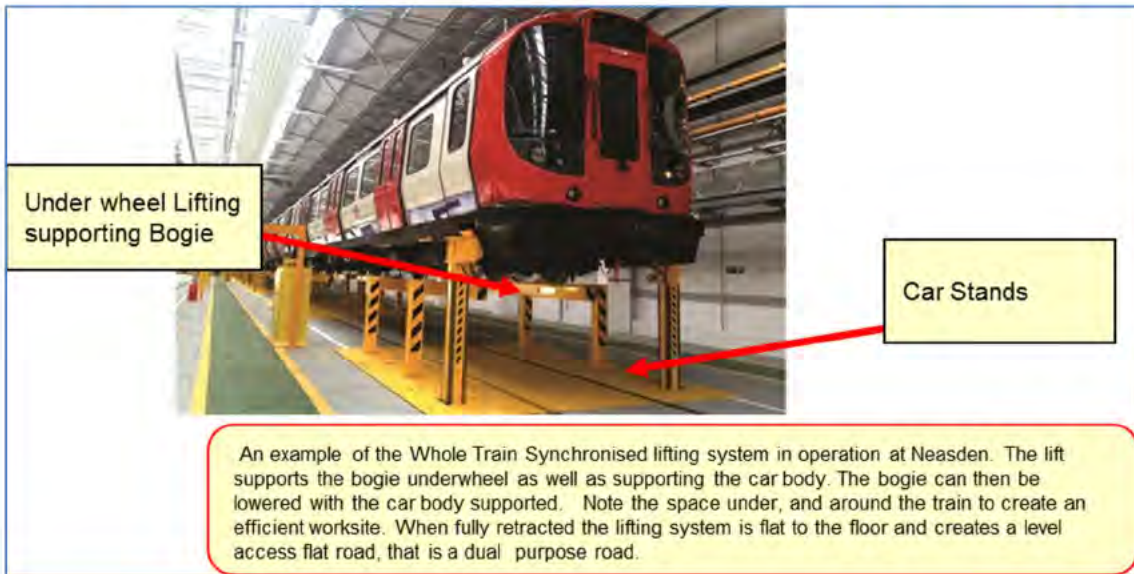 Under wheel Lifting
supporting Bogie
Car Stands
An example of the Whole Train Synchronised lifting system in operation at Neasden. The lift
supports the bogie underwheel as well as supporting the car body. The bogie can then be
lowered with the car body supported. Note the space under, and around the train to create an
efficient worksite. When fully retracted the lifting system is flat to the floor and creates a level
access flat road, that is a dual purpose road.